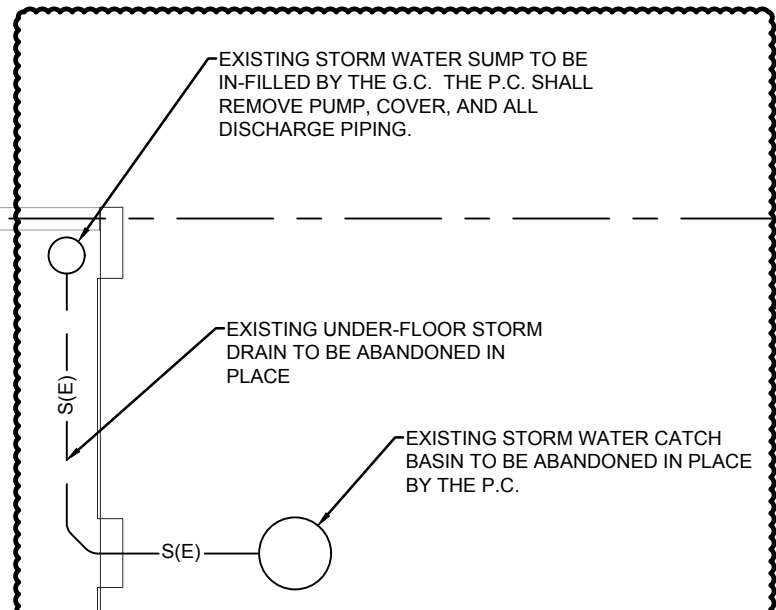 EXISTING STORM WATER SUMP TO BE
IN-FILLED BY THE G.C. THE P.C. SHALL
REMOVE PUMP, COVER, AND ALL
DISCHARGE PIPING.
EXISTING UNDER-FLOOR STORM
DRAIN TO BE ABANDONED IN
PLACE
S(E)
EXISTING STORM WATER CATCH
BASIN TO BE ABANDONED IN PLACE
BY THE P.C.
S(E)